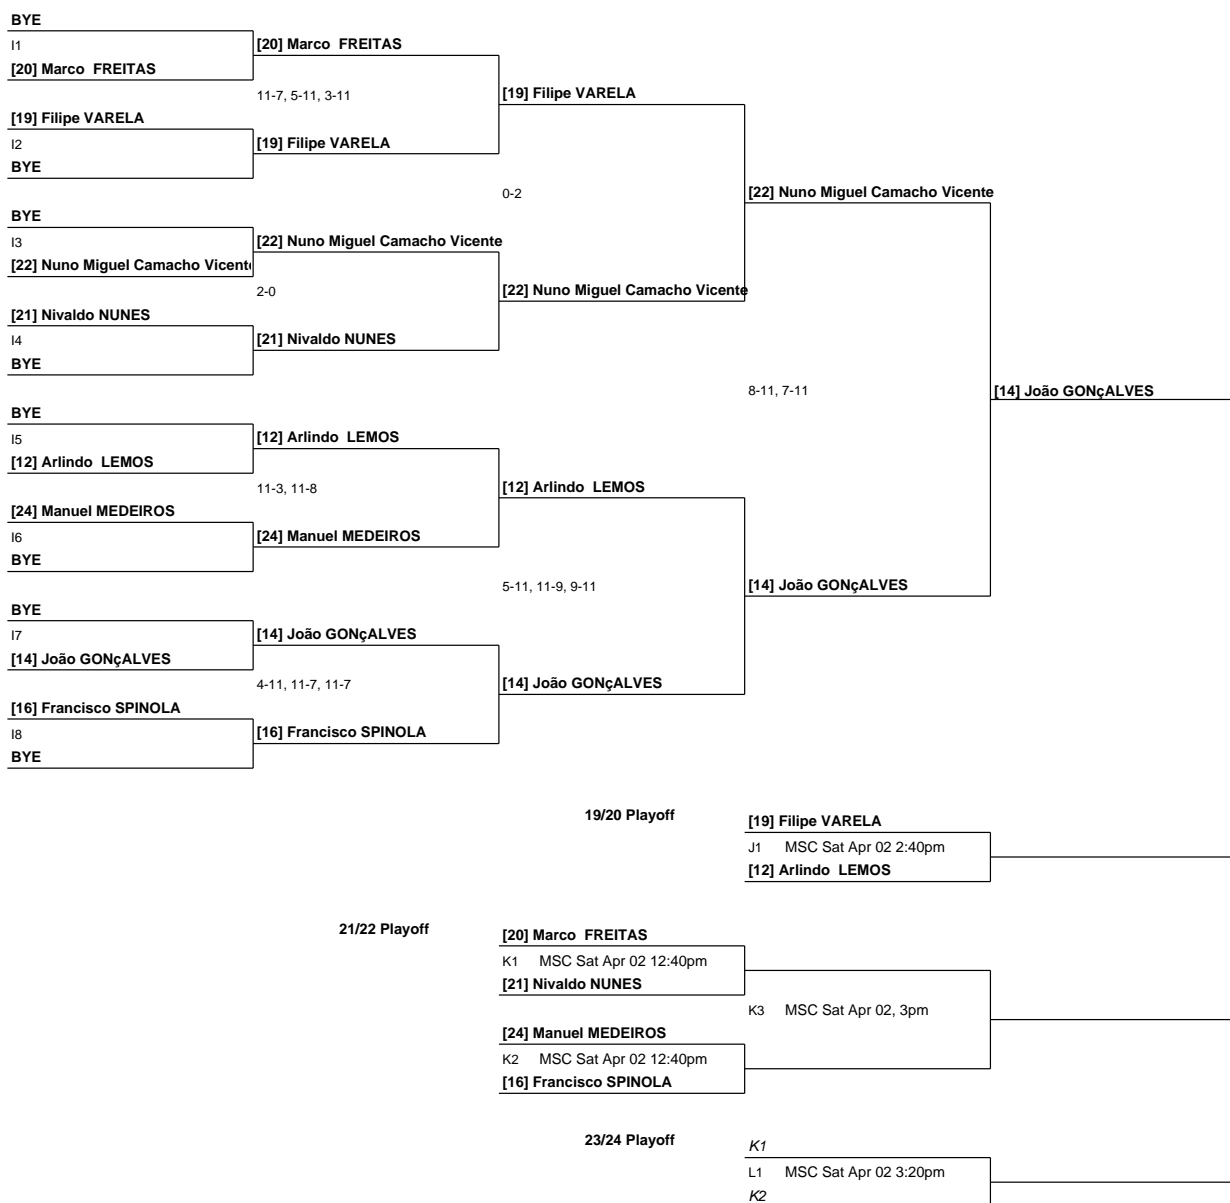 BYE
I1
[20] Marco FREITAS
[20] Marco FREITAS
11-7, 5-11, 3-11
[19] Filipe VARELA
[19] Filipe VARELA
I2
[19] Filipe VARELA
BYE
0-2
[22] Nuno Miguel Camacho Vicente
BYE
I3
[22] Nuno Miguel Camacho Vicente
[22] Nuno Miguel Camacho Vicent
2-0
[22] Nuno Miguel Camacho Vicente
[21] Nivaldo NUNES
I4
[21] Nivaldo NUNES
BYE
8-11, 7-11
[14] João GONçALVES
BYE
I5
[12] Arlindo LEMOS
[12] Arlindo LEMOS
11-3, 11-8
[12] Arlindo LEMOS
[24] Manuel MEDEIROS
I6
[24] Manuel MEDEIROS
BYE
5-11, 11-9, 9-11
[14] João GONçALVES
BYE
I7
[14] João GONçALVES
[14] João GONçALVES
4-11, 11-7, 11-7
[14] João GONçALVES
[16] Francisco SPINOLA
I8
[16] Francisco SPINOLA
BYE
19/20 Playoff
[19] Filipe VARELA
J1 MSC Sat Apr 02 2:40pm
[12] Arlindo LEMOS
21/22 Playoff
[20] Marco FREITAS
K1 MSC Sat Apr 02 12:40pm
[21] Nivaldo NUNES
K3 MSC Sat Apr 02, 3pm
[24] Manuel MEDEIROS
K2 MSC Sat Apr 02 12:40pm
[16] Francisco SPINOLA
23/24 Playoff
K1
L1 MSC Sat Apr 02 3:20pm
K2